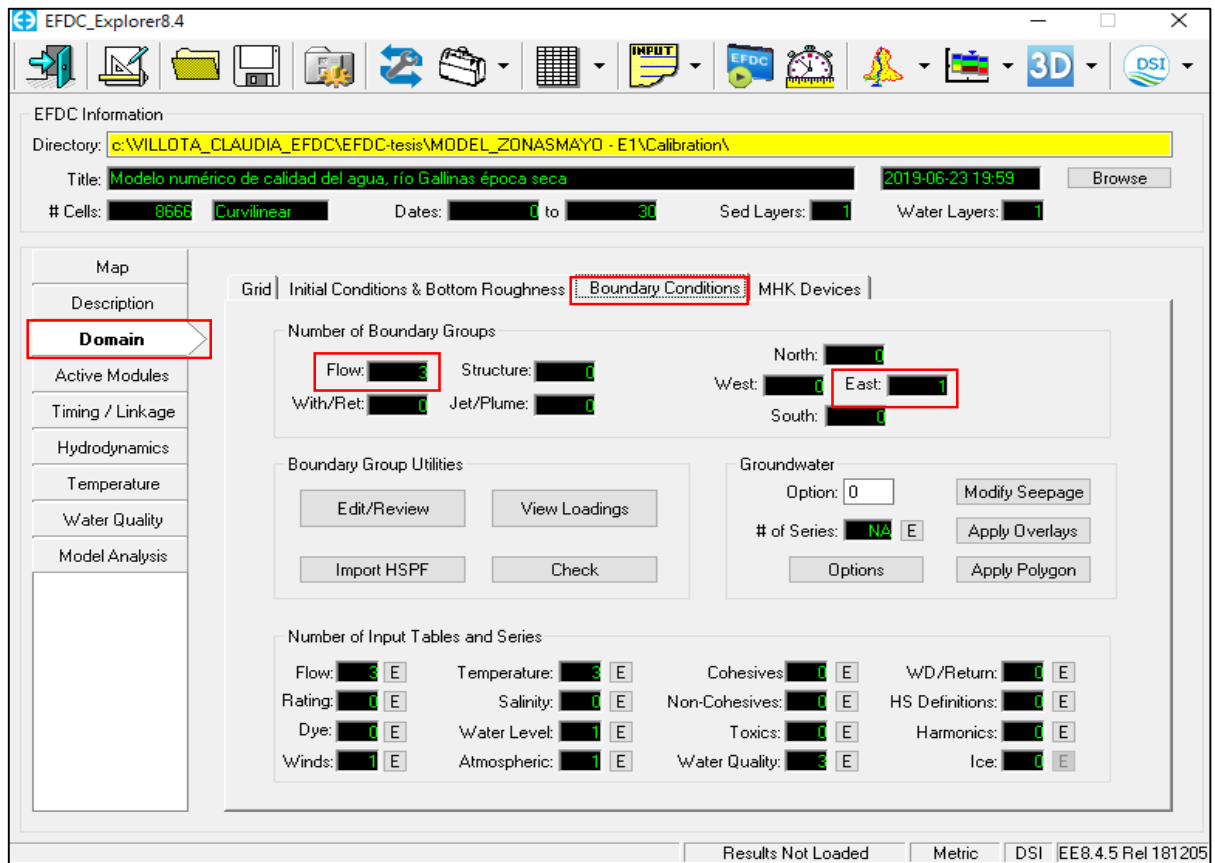 EFDC_Explorer8.4
INPUT EFDC 3D DSI
EFDC Information
Directory: c:\VILLOTA_CLAUDIA_EFDC\EFDC-tesis\MODEL_ZONASMAYO - E1\Calibration\
Title: Modelo numérico de calidad del agua, río Gallinas época seca 2019-06-23 19:59 Browse
# Cells: 8666 Curvilinear Dates: 0 to 30 Sed Layers: 1 Water Layers: 1
Map
Description
Domain
Active Modules
Timing / Linkage
Hydrodynamics
Temperature
Water Quality
Model Analysis
Grid Initial Conditions & Bottom Roughness Boundary Conditions MHK Devices
Number of Boundary Groups
Flow: 3 Structure: 0 North: 0
West: 0 East: 1
With/Ret: 0 Jet/Plume: 0
South: 0
Boundary Group Utilities
Edit/Review View Loadings
Import HSPF Check
Groundwater
Option: 0 Modify Seepage
# of Series: NA E Apply Overlays
Options Apply Polygon
Number of Input Tables and Series
Flow: 3 E Temperature: 3 E Cohesives 0 E WD/Return: 0 E
Rating: 0 E Salinity: 0 E Non-Cohesives: 0 E HS Definitions: 0 E
Dye: 0 E Water Level: 1 E Toxics: 0 E Harmonics: 0 E
Winds: 1 E Atmospheric: 1 E Water Quality: 3 E Ice: 0 E
Results Not Loaded Metric DSI EE8.4.5 Rel 181205